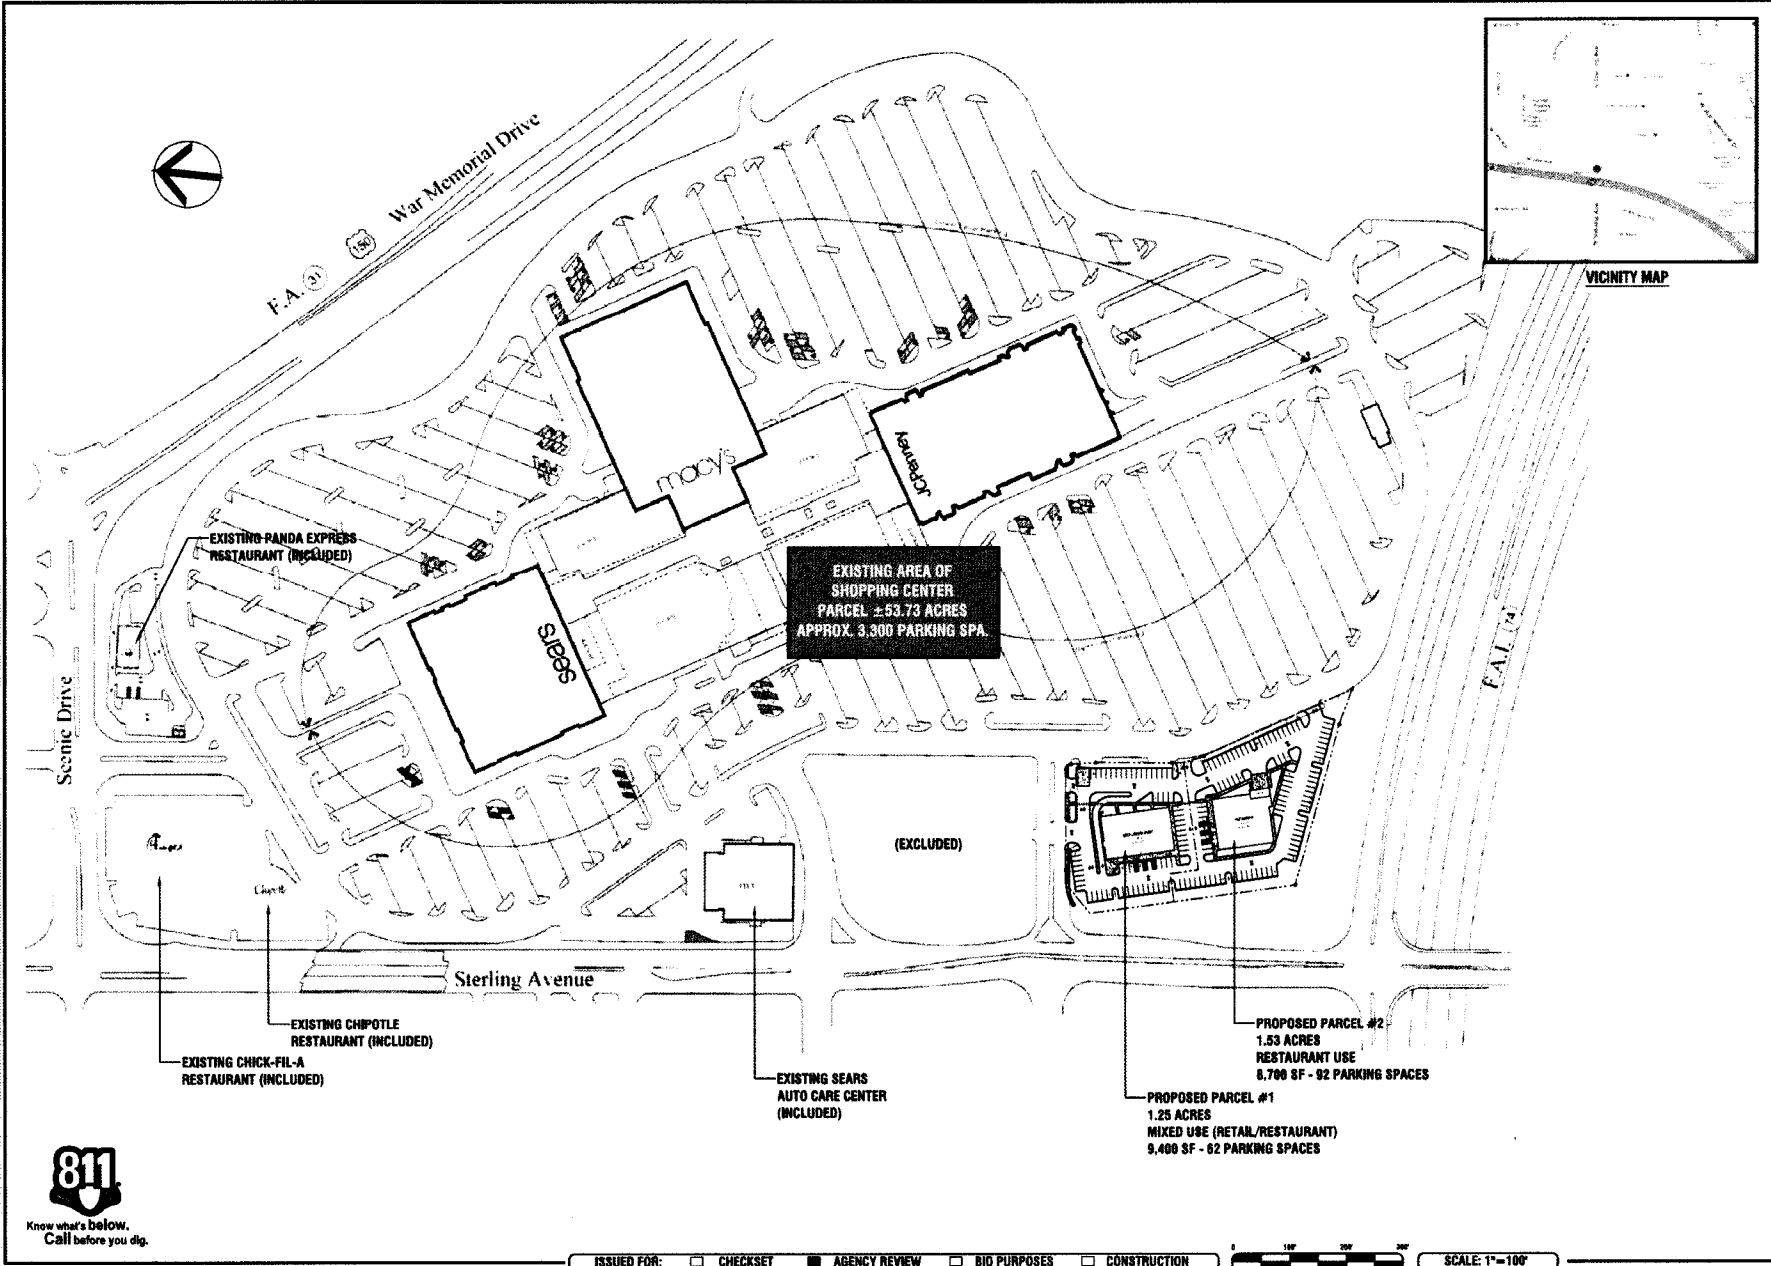 VICINITY MAP
War Memorial Drive
150
F.A. 31
EXISTING PANDA EXPRESS
RESTAURANT (INCLUDED)
macy's
JCPenney
sears
EXISTING AREA OF
SHOPPING CENTER
PARCEL ±53.73 ACRES
APPROX. 3,300 PARKING SPA.
F.A.I. 74
Scenic Drive
(EXCLUDED)
Sterling Avenue
EXISTING CHIPOTLE
RESTAURANT (INCLUDED)
EXISTING CHICK-FIL-A
RESTAURANT (INCLUDED)
EXISTING SEARS
AUTO CARE CENTER
(INCLUDED)
PROPOSED PARCEL #2
1.53 ACRES
RESTAURANT USE
8,700 SF - 92 PARKING SPACES
PROPOSED PARCEL #1
1.25 ACRES
MIXED USE (RETAIL/RESTAURANT)
9,400 SF - 62 PARKING SPACES
811
Know what's below.
Call before you dig.
ISSUED FOR: CHECKSET AGENCY REVIEW BID PURPOSES CONSTRUCTION
0 100' 200' 300'
SCALE: 1"=100'